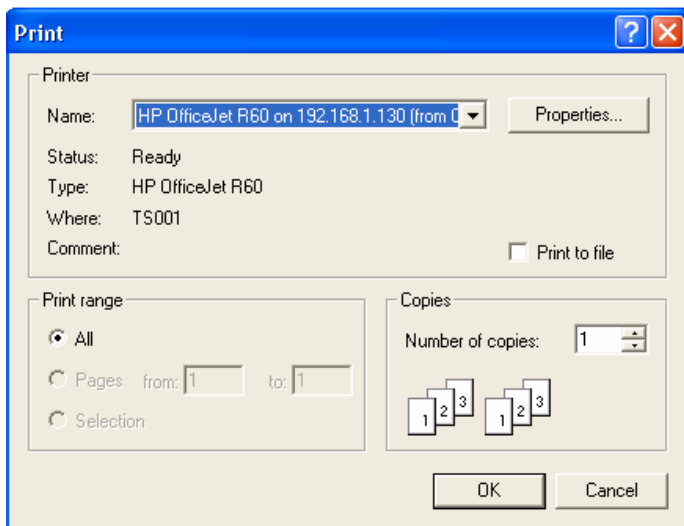 Print
Printer
Name: HP OfficeJet R60 on 192.168.1.130 (from Properties...
Status: Ready
Type: HP OfficeJet R60
Where: TS001
Comment: Print to file
Print range
All
Pages from: 1 to: 1
Selection
Copies
Number of copies: 1
1 2 3 1 2 3
OK Cancel